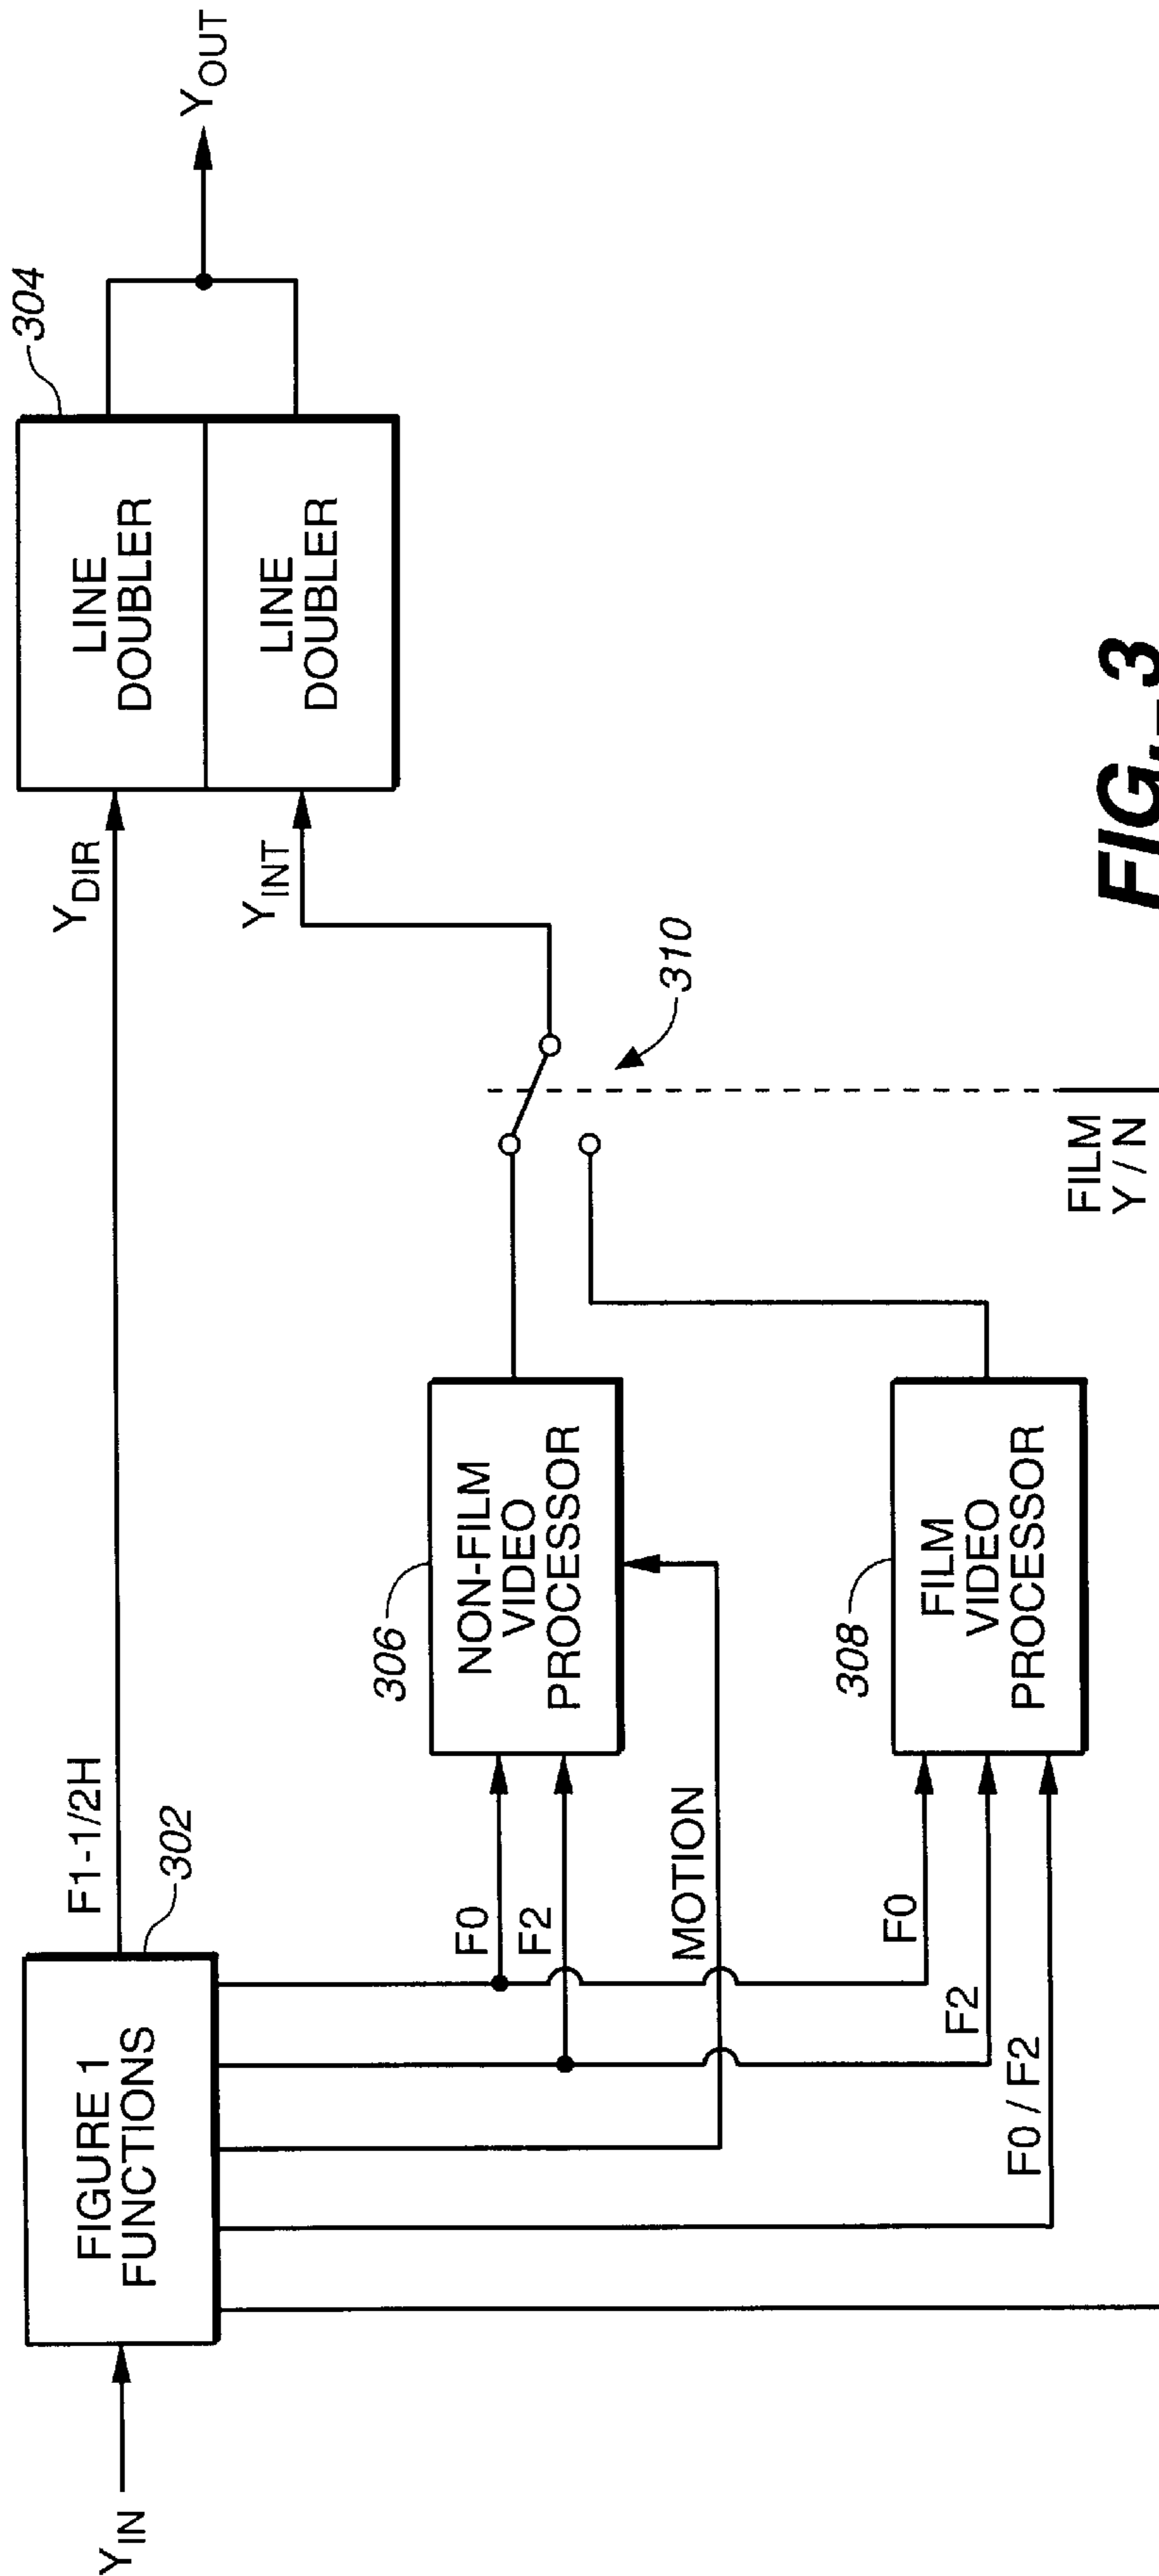 Y_IN
FIGURE 1
FUNCTIONS
302
F1-1/2H
Y_DIR
LINE
DOUBLER
304
Y_OUT
Y_INT
LINE
DOUBLER
F0
F2
306
NON-FILM
VIDEO
PROCESSOR
310
MOTION
F0
F2
F0 / F2
308
FILM
VIDEO
PROCESSOR
FILM
Y / N
FIG._3